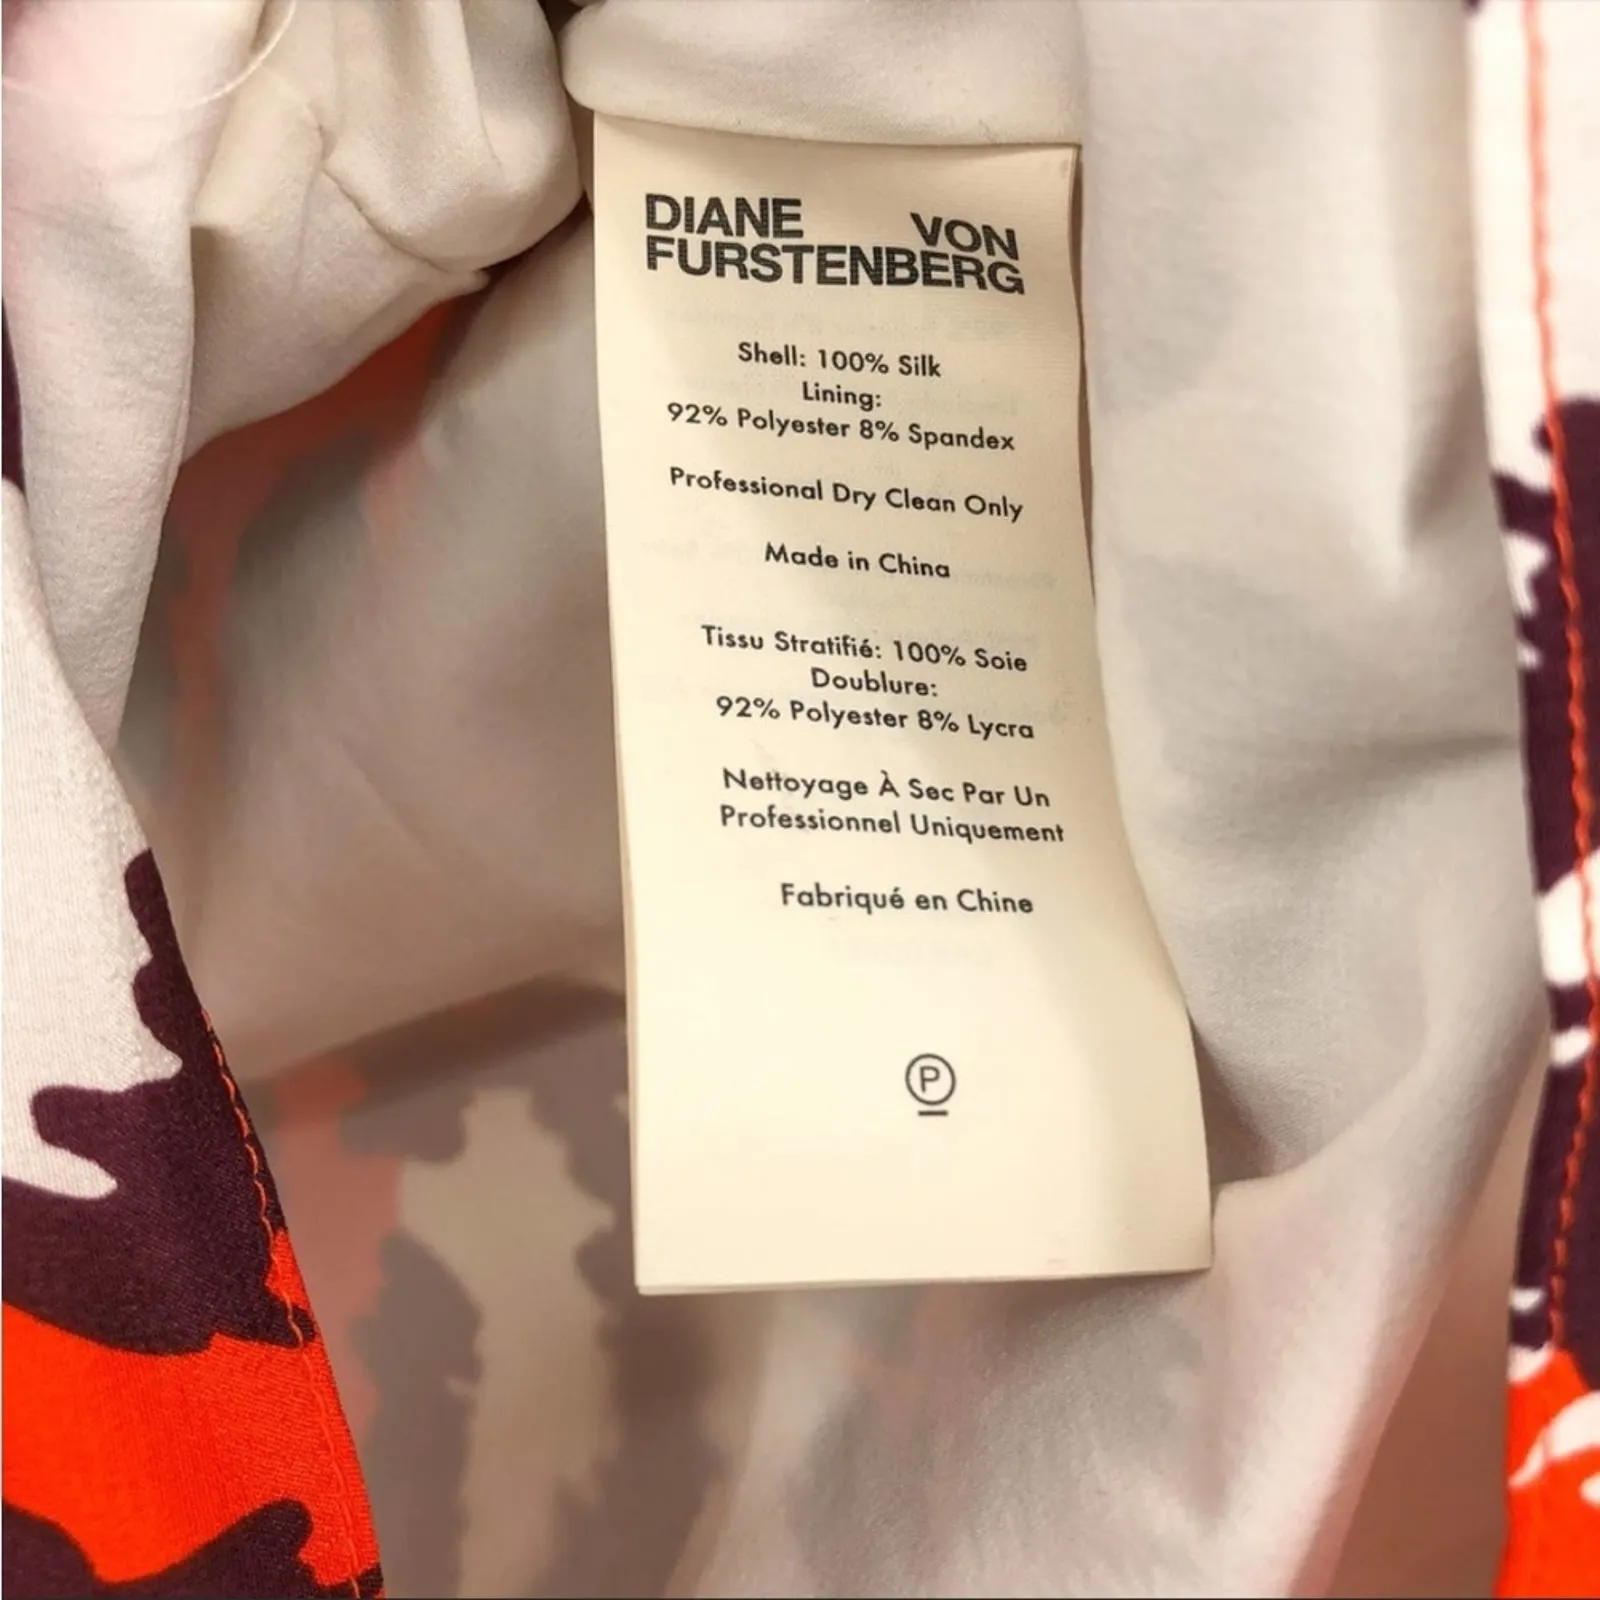 DIANE VON
FURSTENBERG
Shell: 100% Silk
Lining:
92% Polyester 8% Spandex
Professional Dry Clean Only
Made in China
Tissu Stratifié: 100% Soie
Doublure:
92% Polyester 8% Lycra
Nettoyage À Sec Par Un
Professionnel Uniquement
Fabriqué en Chine
P